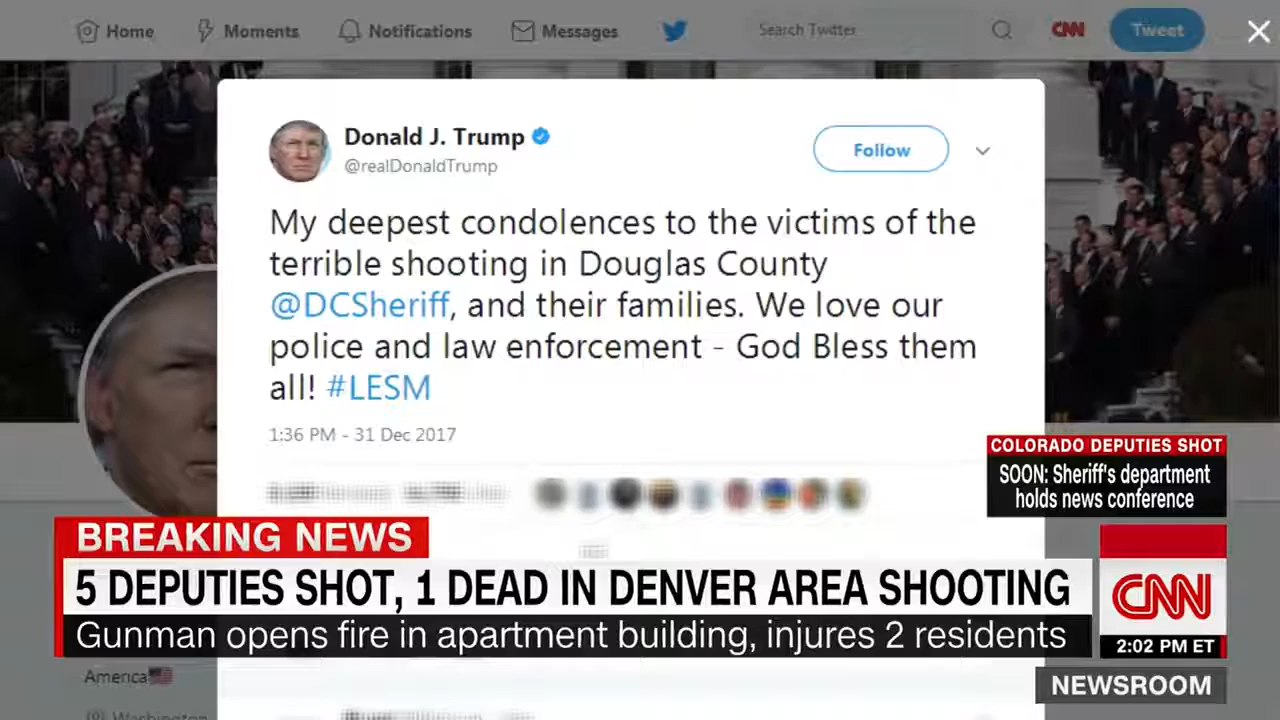 Home Moments Notifications Messages Search Twitter CNN Tweet
Donald J. Trump
@realDonaldTrump
Follow
My deepest condolences to the victims of the
terrible shooting in Douglas County
@DCSheriff, and their families. We love our
police and law enforcement - God Bless them
all! #LESM
1:36 PM - 31 Dec 2017
COLORADO DEPUTIES SHOT
SOON: Sheriff's department
holds news conference
BREAKING NEWS
5 DEPUTIES SHOT, 1 DEAD IN DENVER AREA SHOOTING
Gunman opens fire in apartment building, injures 2 residents
CNN
2:02 PM ET
America
Washington
NEWSROOM